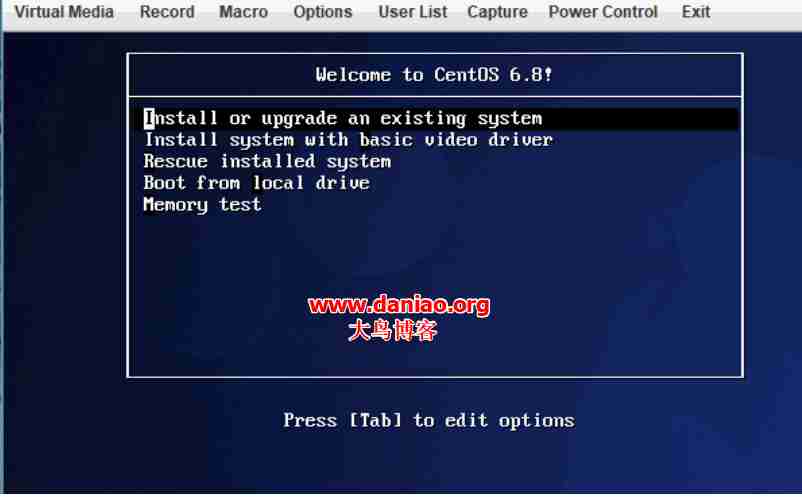 Virtual Media Record Macro Options User List Capture Power Control Exit
Welcome to CentOS 6.8!
Install or upgrade an existing system
Install system with basic video driver
Rescue installed system
Boot from local drive
Memory test
www.daniao.org
大鸟博客
Press [Tab] to edit options